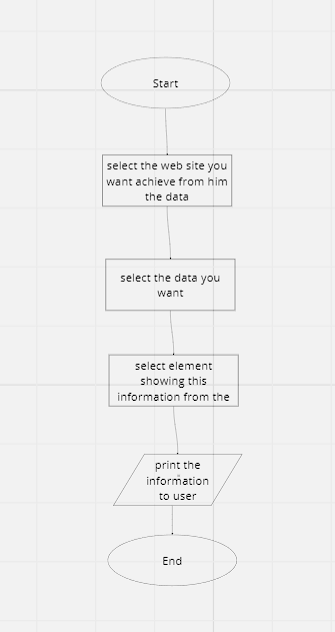 Start
select the web site you
want achieve from him
the data
select the data you
want
select element
showing this
information from the
print the
information
to user
End